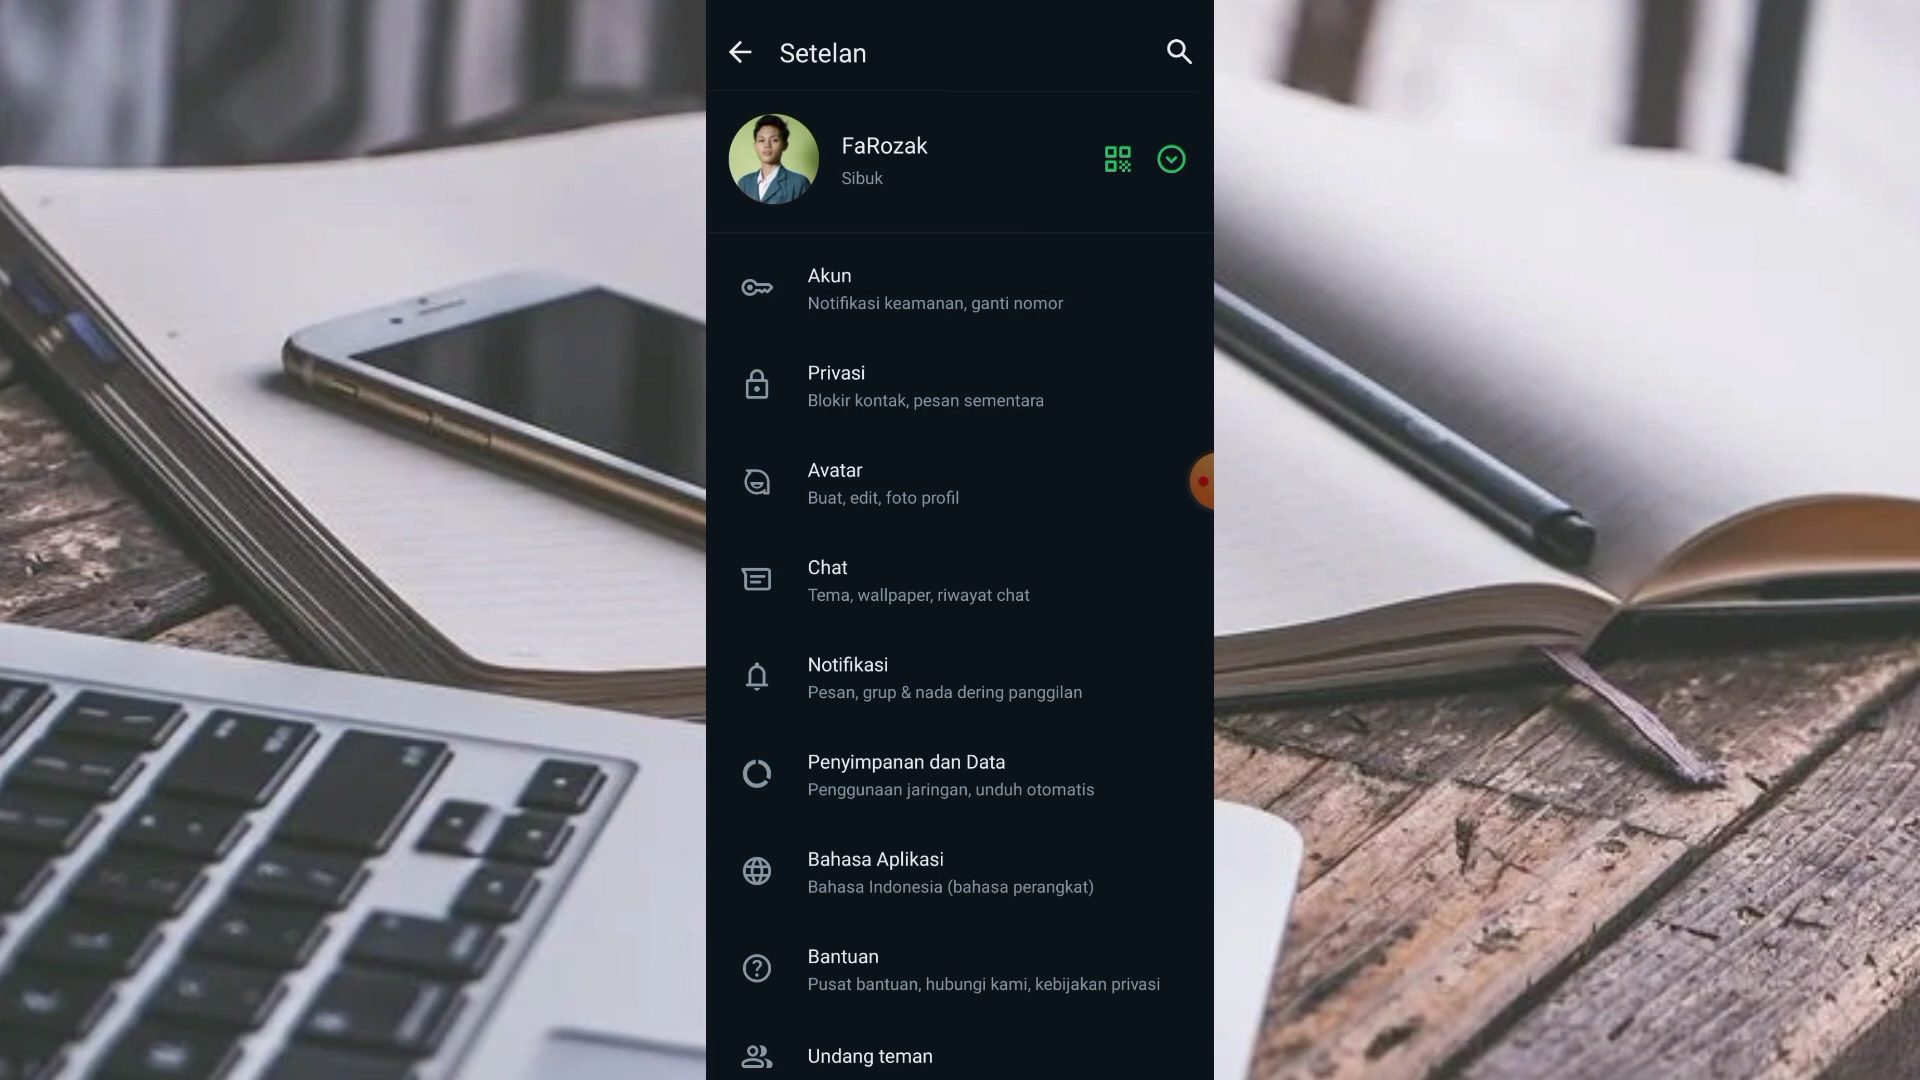 Setelan
FaRozak
Sibuk
Akun
Notifikasi keamanan, ganti nomor
Privasi
Blokir kontak, pesan sementara
Avatar
Buat, edit, foto profil
Chat
Tema, wallpaper, riwayat chat
Notifikasi
Pesan, grup & nada dering panggilan
Penyimpanan dan Data
Penggunaan jaringan, unduh otomatis
Bahasa Aplikasi
Bahasa Indonesia (bahasa perangkat)
Bantuan
Pusat bantuan, hubungi kami, kebijakan privasi
Undang teman